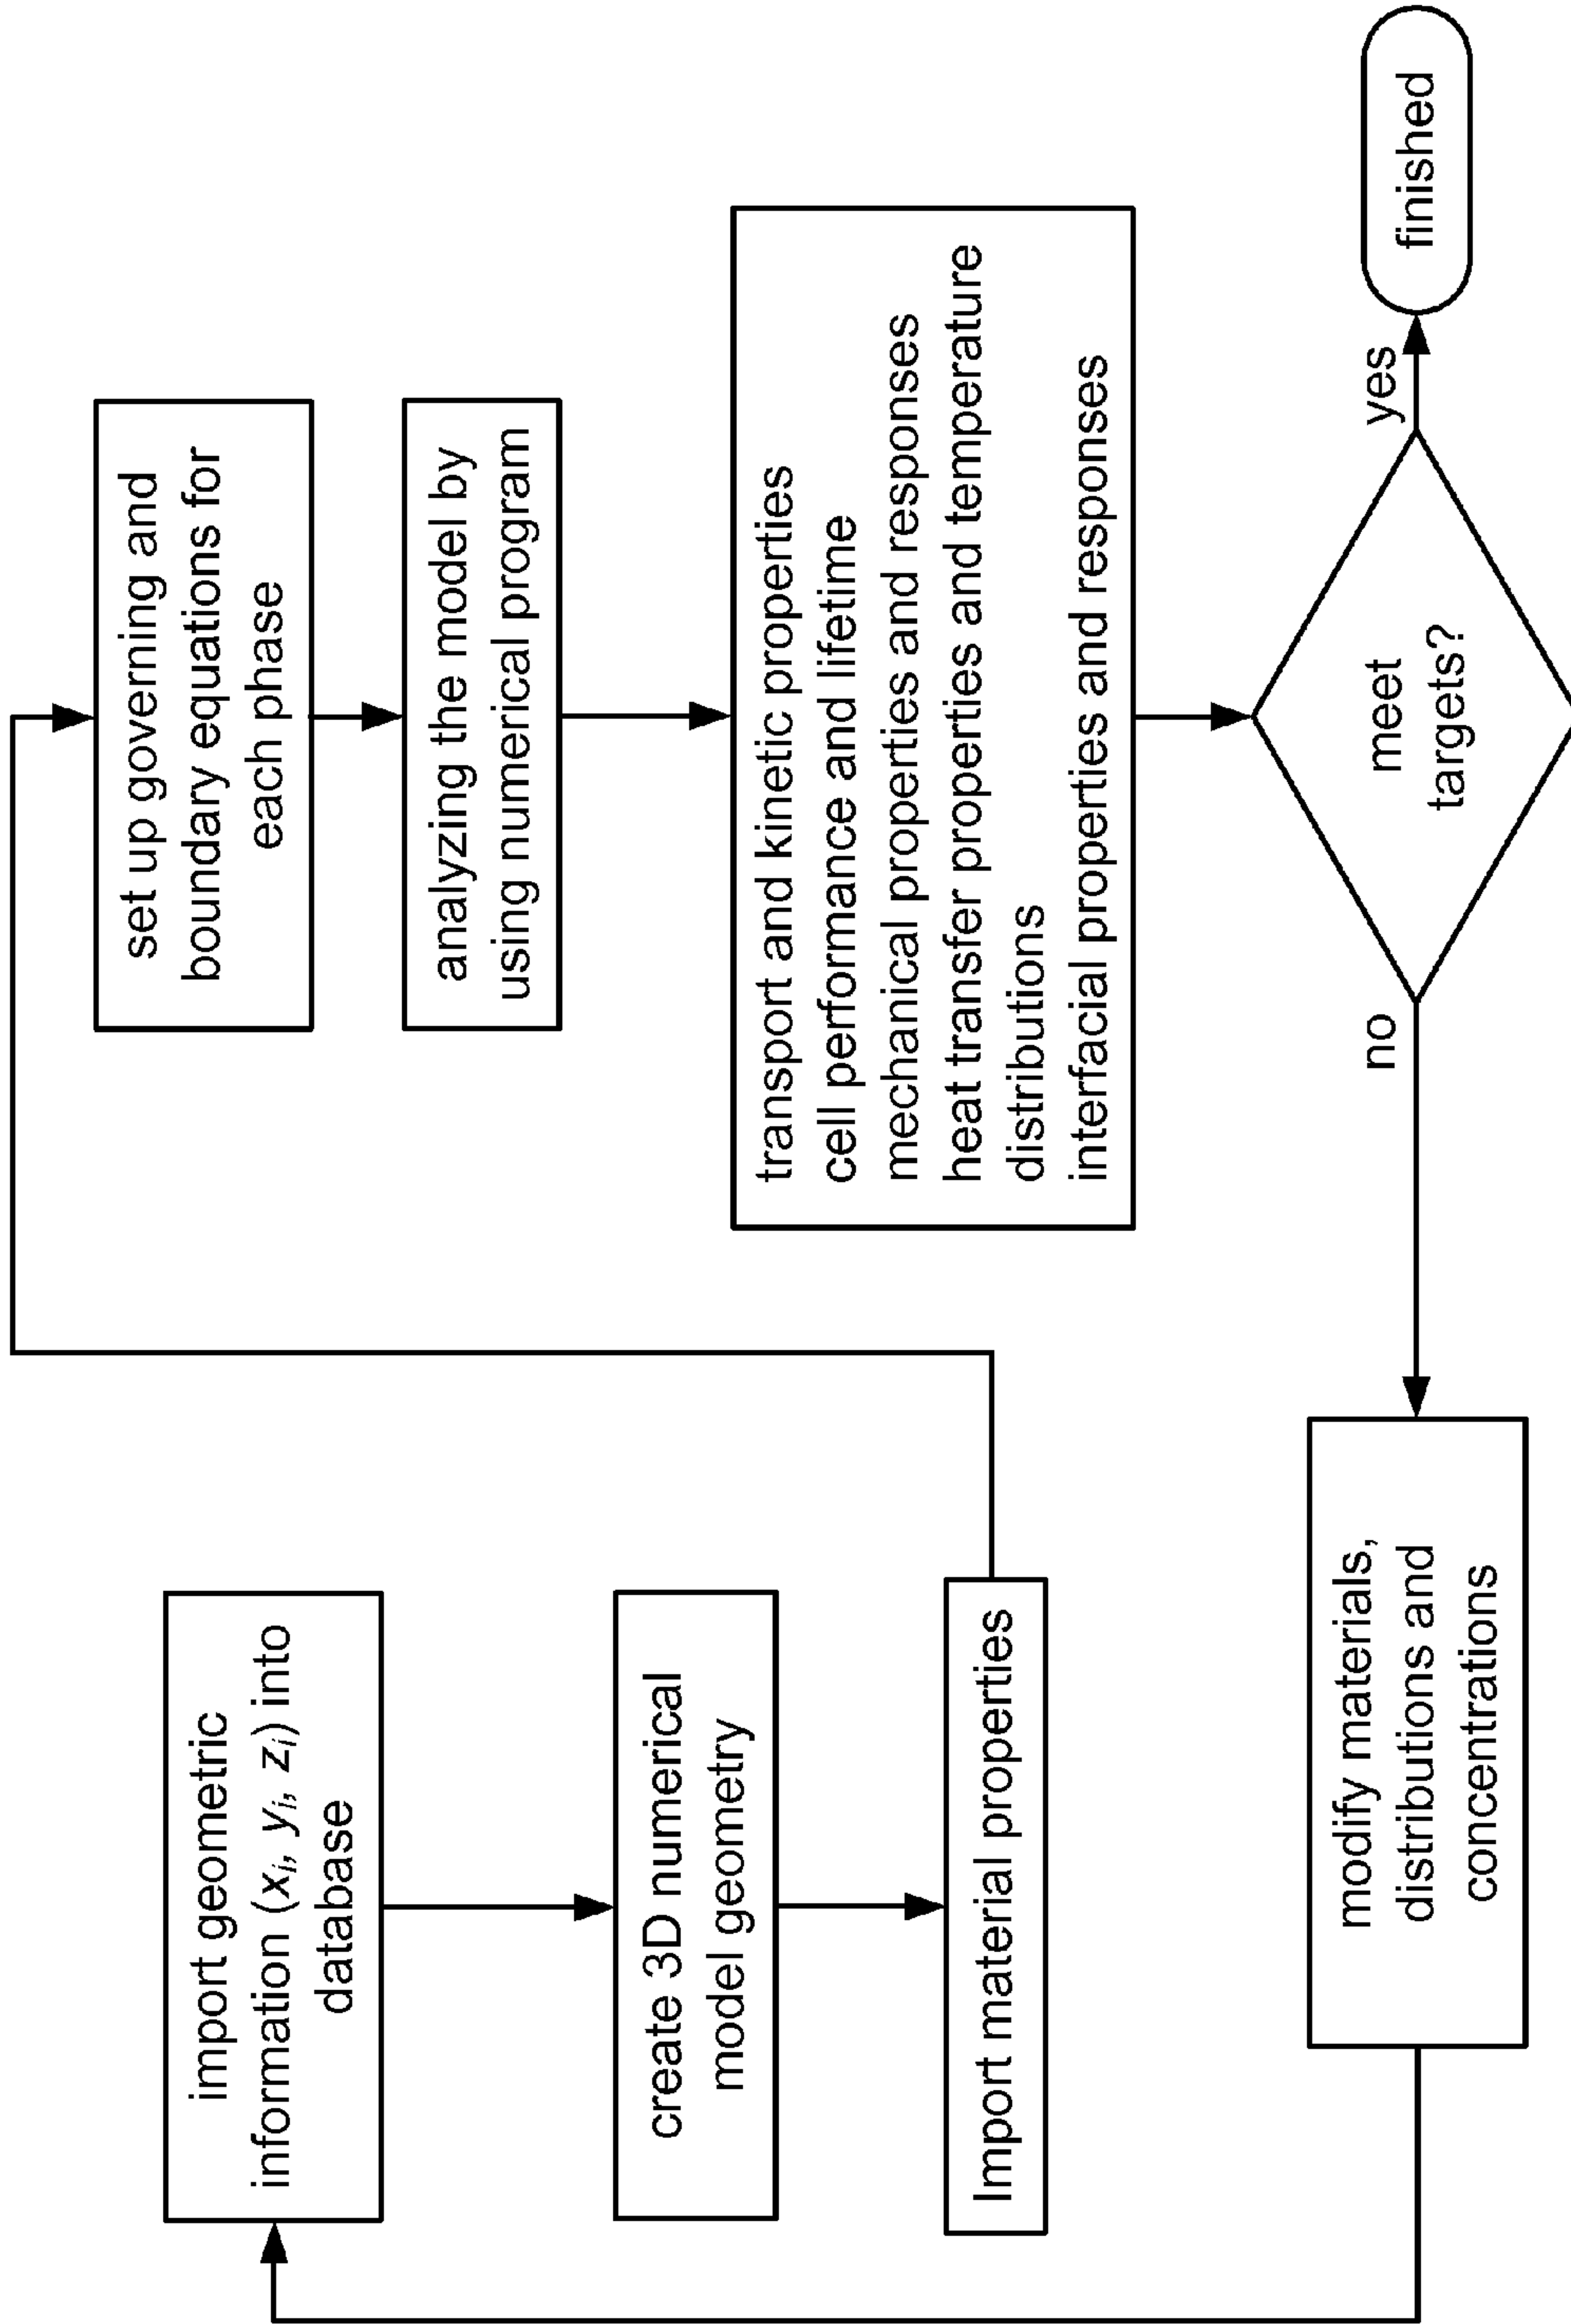 import geometric
information (xᵢ, yᵢ, zᵢ) into
database
create 3D numerical
model geometry
Import material properties
set up governing and
boundary equations for
each phase
analyzing the model by
using numerical program
transport and kinetic properties
cell performance and lifetime
mechanical properties and responses
heat transfer properties and temperature
distributions
interfacial properties and responses
meet
targets?
yes
finished
no
modify materials,
distributions and
concentrations